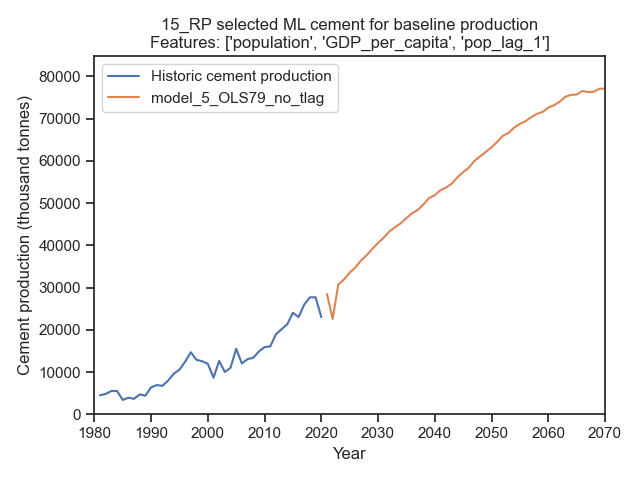 15_RP selected ML cement for baseline production
Features: ['population', 'GDP_per_capita', 'pop_lag_1']
Historic cement production
model_5_OLS79_no_tlag
Cement production (thousand tonnes)
80000
70000
60000
50000
40000
30000
20000
10000
0
1980 1990 2000 2010 2020 2030 2040 2050 2060 2070
Year